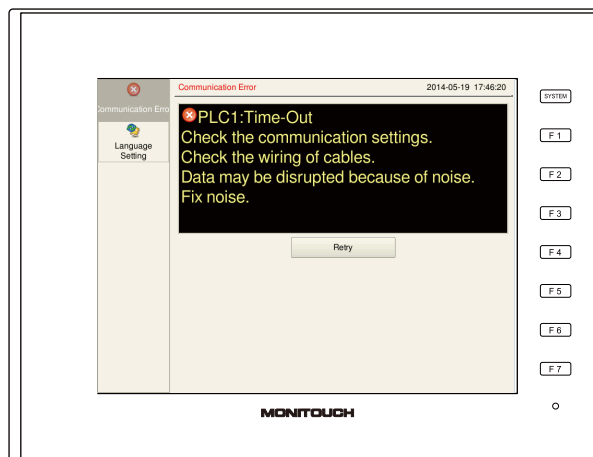 Communication Error
2014-05-19 17:46:20
Communication Erro
Language
Setting
PLC1:Time-Out
Check the communication settings.
Check the wiring of cables.
Data may be disrupted because of noise.
Fix noise.
Retry
SYSTEM
F 1
F 2
F 3
F 4
F 5
F 6
F 7
MONITOUCH